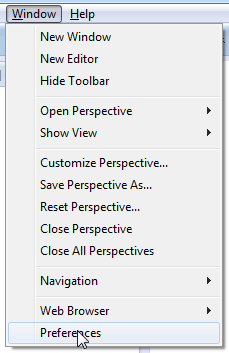 Window Help
New Window
New Editor
Hide Toolbar
Open Perspective
Show View
Customize Perspective...
Save Perspective As...
Reset Perspective...
Close Perspective
Close All Perspectives
Navigation
Web Browser
Preferences